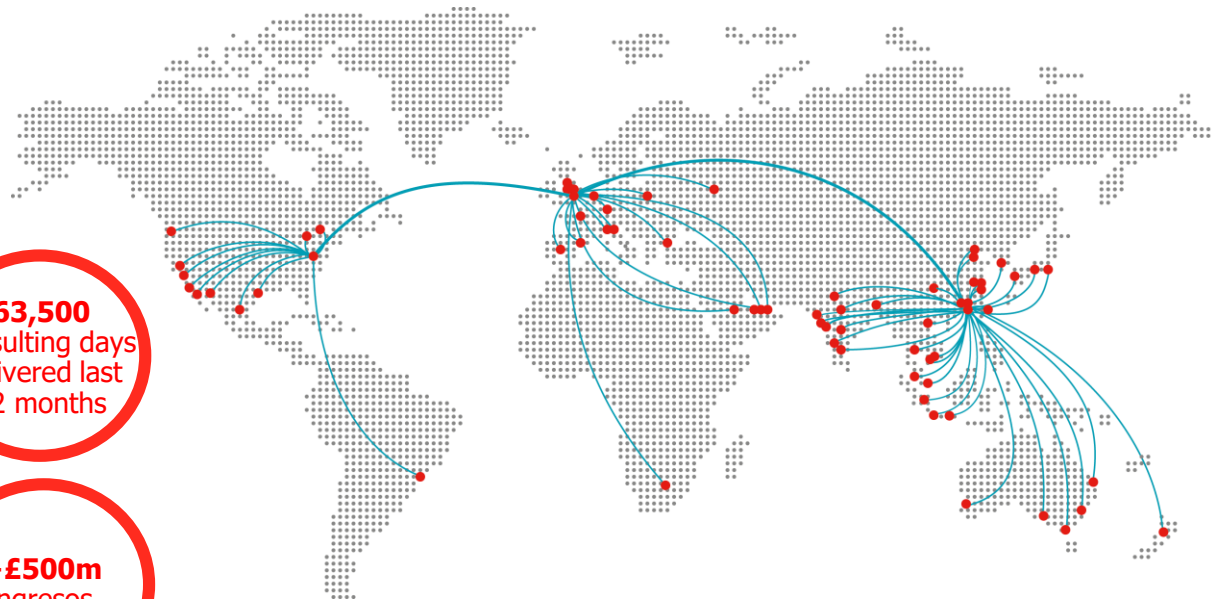 63,500
sulting days
ivered last
2 months
£500m
ngresos